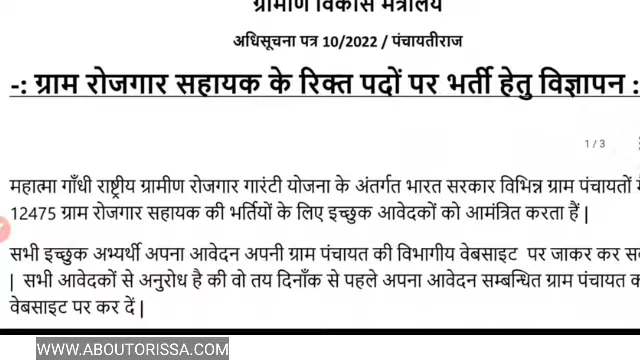 ग्रामीण विकास मंत्रालय
अधिसूचना पत्र 10/2022 / पंचायतीराज
-: ग्राम रोजगार सहायक के रिक्त पदों पर भर्ती हेतु विज्ञापन :
1 / 3
महात्मा गाँधी राष्ट्रीय ग्रामीण रोजगार गारंटी योजना के अंतर्गत भारत सरकार विभिन्न ग्राम पंचायतों
12475 ग्राम रोजगार सहायक की भर्तियों के लिए इच्छुक आवेदकों को आमंत्रित करता हैं |
सभी इच्छुक अभ्यर्थी अपना आवेदन अपनी ग्राम पंचायत की विभागीय वेबसाइट पर जाकर कर
| सभी आवेदकों से अनुरोध है की वो तय दिनाँक से पहले अपना आवेदन सम्बन्धित ग्राम पंचायत
वेबसाइट पर कर दें |
WWW.ABOUTORISSA.COM